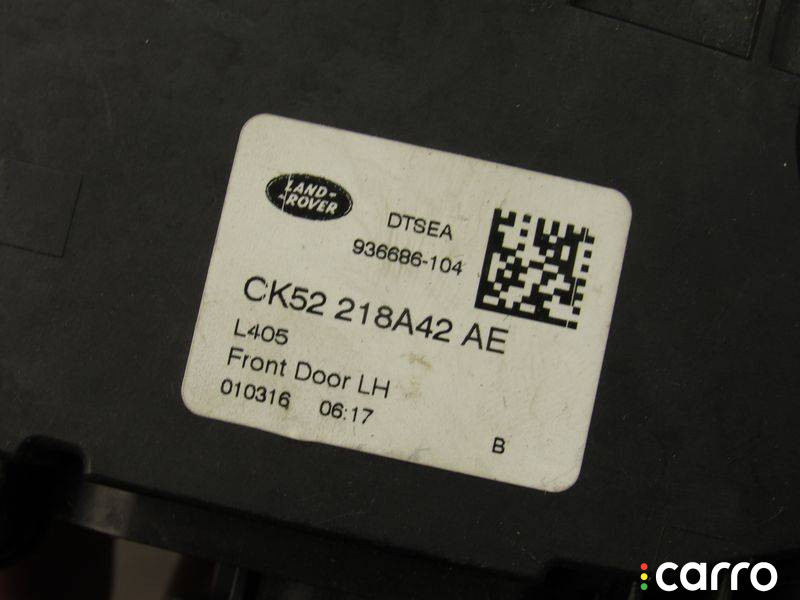 LAND-
-ROVER
DTSEA
936686-104
CK52 218A42 AE
L405
Front Door LH
010316 06:17
B
carro